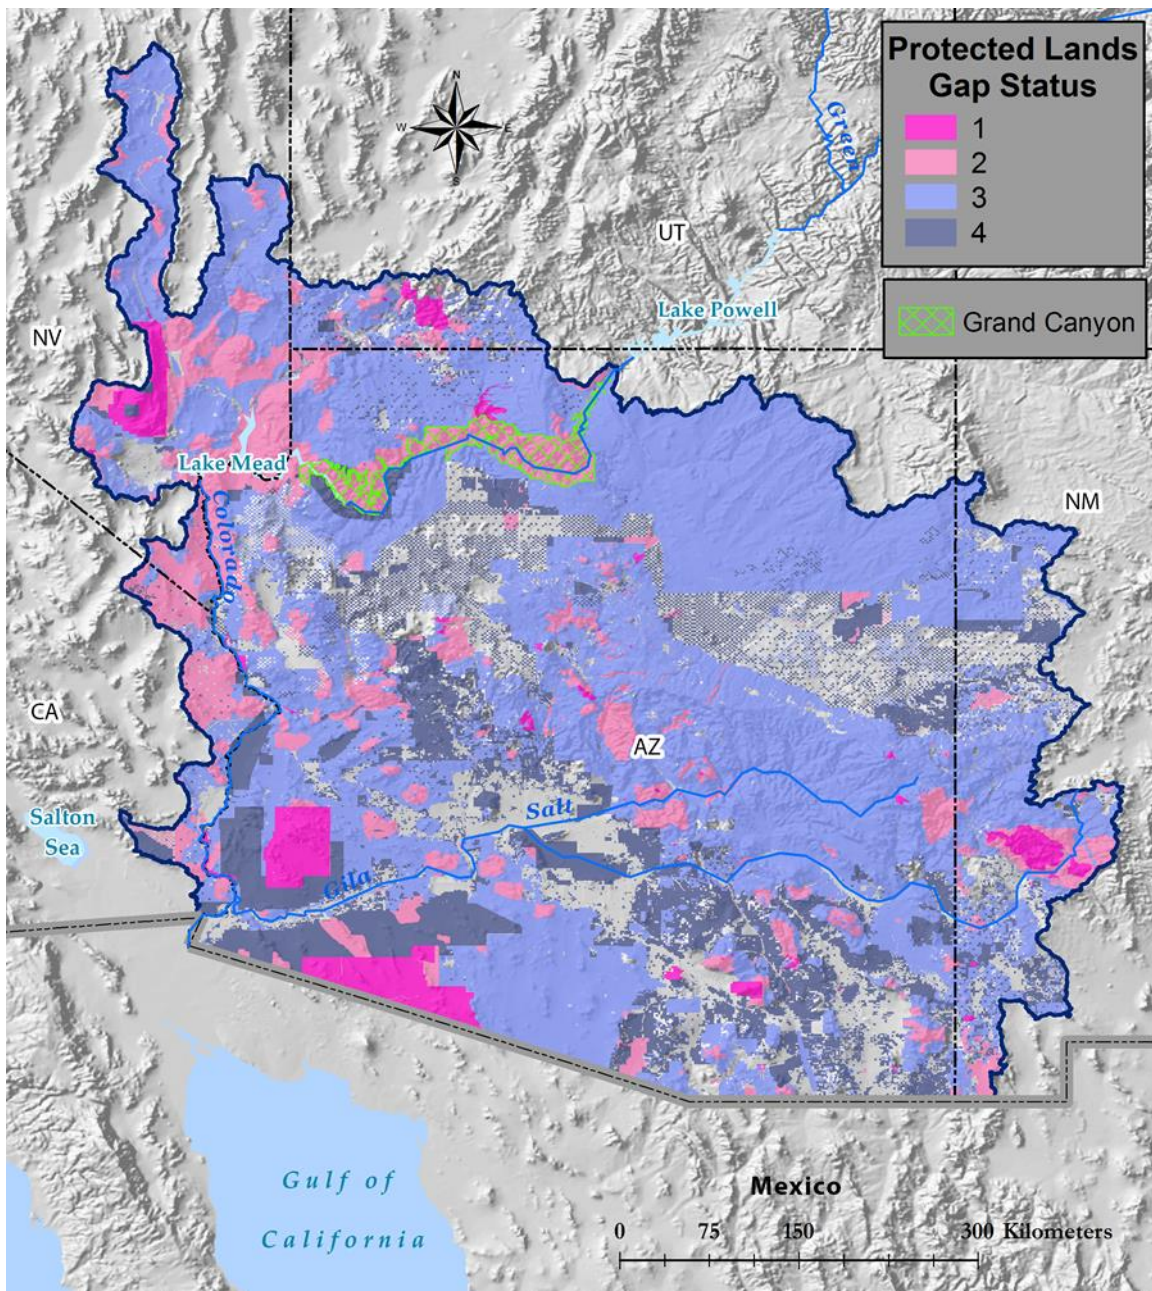 Protected Lands
Gap Status
1
2
3
4
Grand Canyon
N
W
E
S
Green
UT
Lake Powell
NV
Lake Mead
Colorado
NM
CA
AZ
Salton
Sea
Salt
Gila
Gulf of
California
Mexico
0 75 150 300 Kilometers